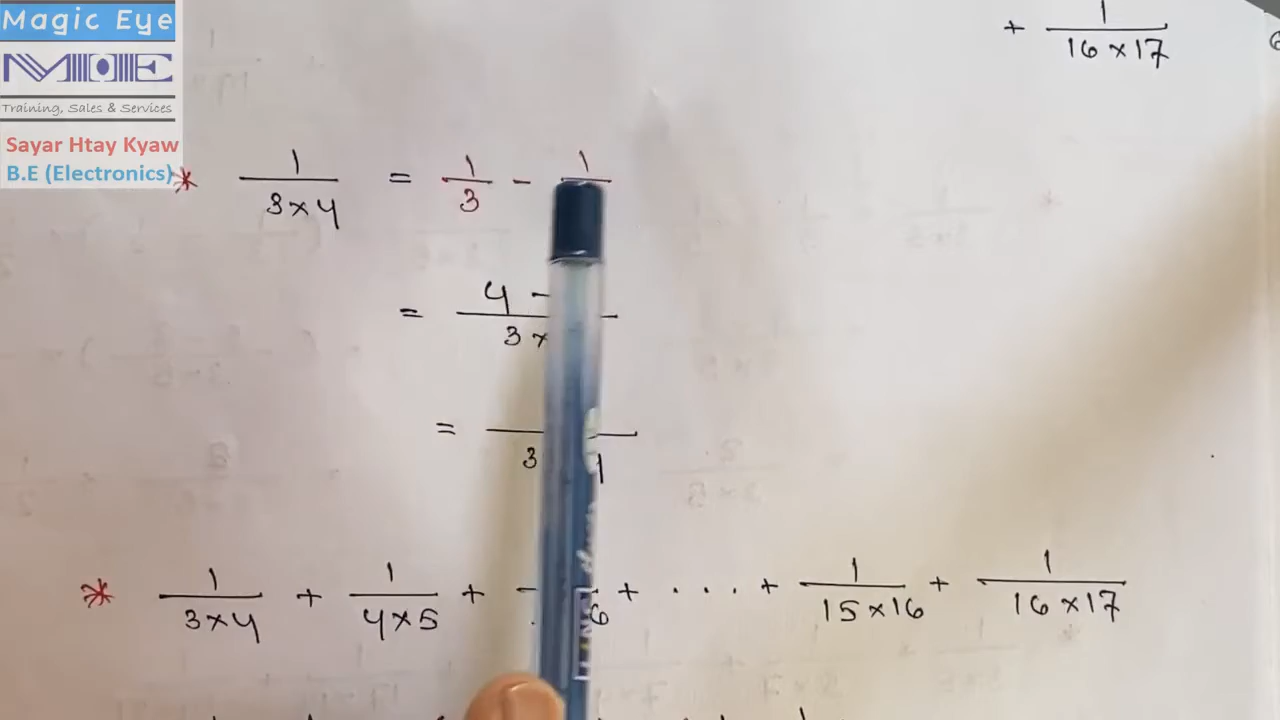 Magic Eye
MOE
Training, Sales & Services
Sayar Htay Kyaw
B.E (Electronics)
+ 1/(16×17)
* 1/(3×4) = 1/3 - 1/
= (4 -)/(3×
= /(3
* 1/(3×4) + 1/(4×5) + /( 6 + ... + 1/(15×16) + 1/(16×17)